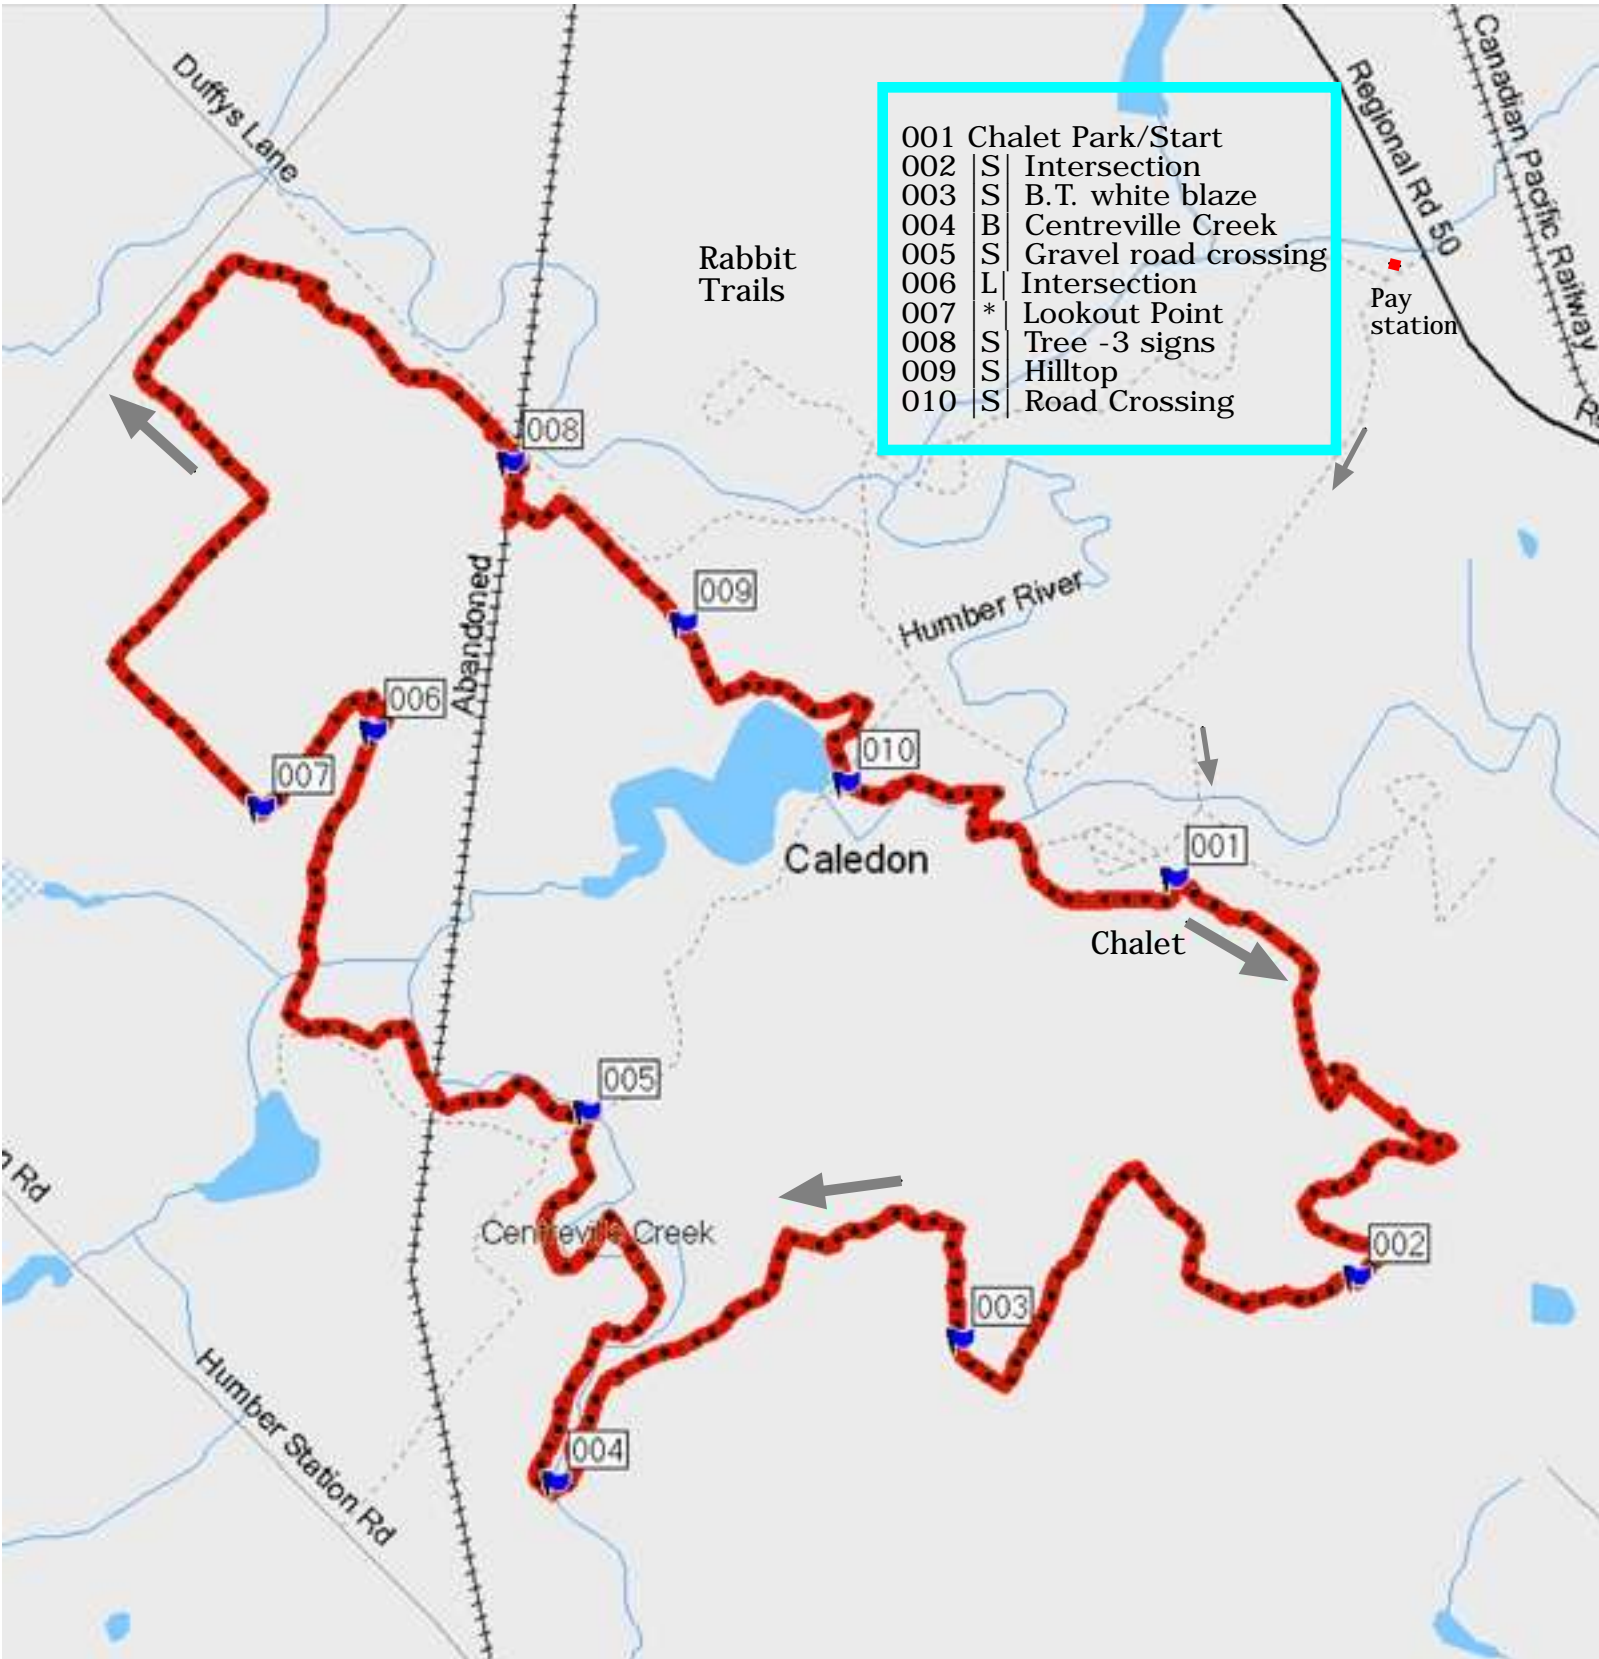 Duffys Lane
Canadian Pacific Railway
Regional Rd 50
001 Chalet Park/Start
002 |S| Intersection
003 |S| B.T. white blaze
004 |B| Centreville Creek
005 |S| Gravel road crossing
006 |L| Intersection
007 |*| Lookout Point
008 |S| Tree -3 signs
009 |S| Hilltop
010 |S| Road Crossing
Rabbit
Trails
Pay
station
008
009
Humber River
Abandoned
006
010
007
001
Caledon
Chalet
005
Rd
Centreville Creek
002
003
Humber Station Rd
004